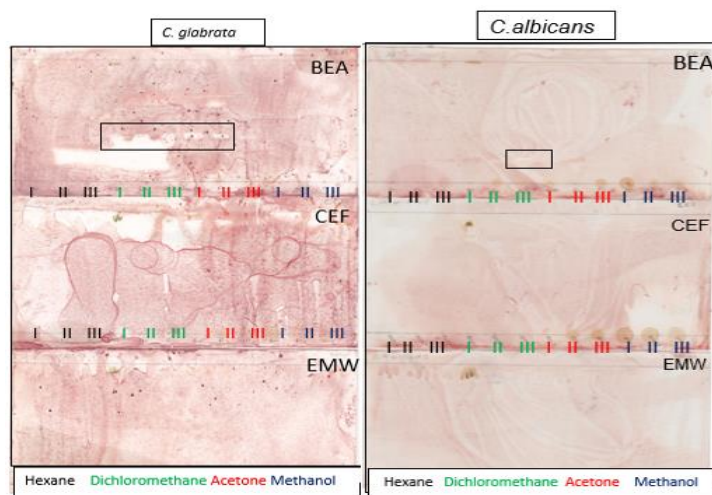 C. glabrata
BEA
I II III I II III I II III I II III
CEF
I II III I II III I II III I II III
EMW
Hexane Dichloromethane Acetone Methanol
C.albicans
BEA
I II III I II III I II III I II III
CEF
I II III I II III I II III I II III
EMW
Hexane Dichloromethane Acetone Methanol